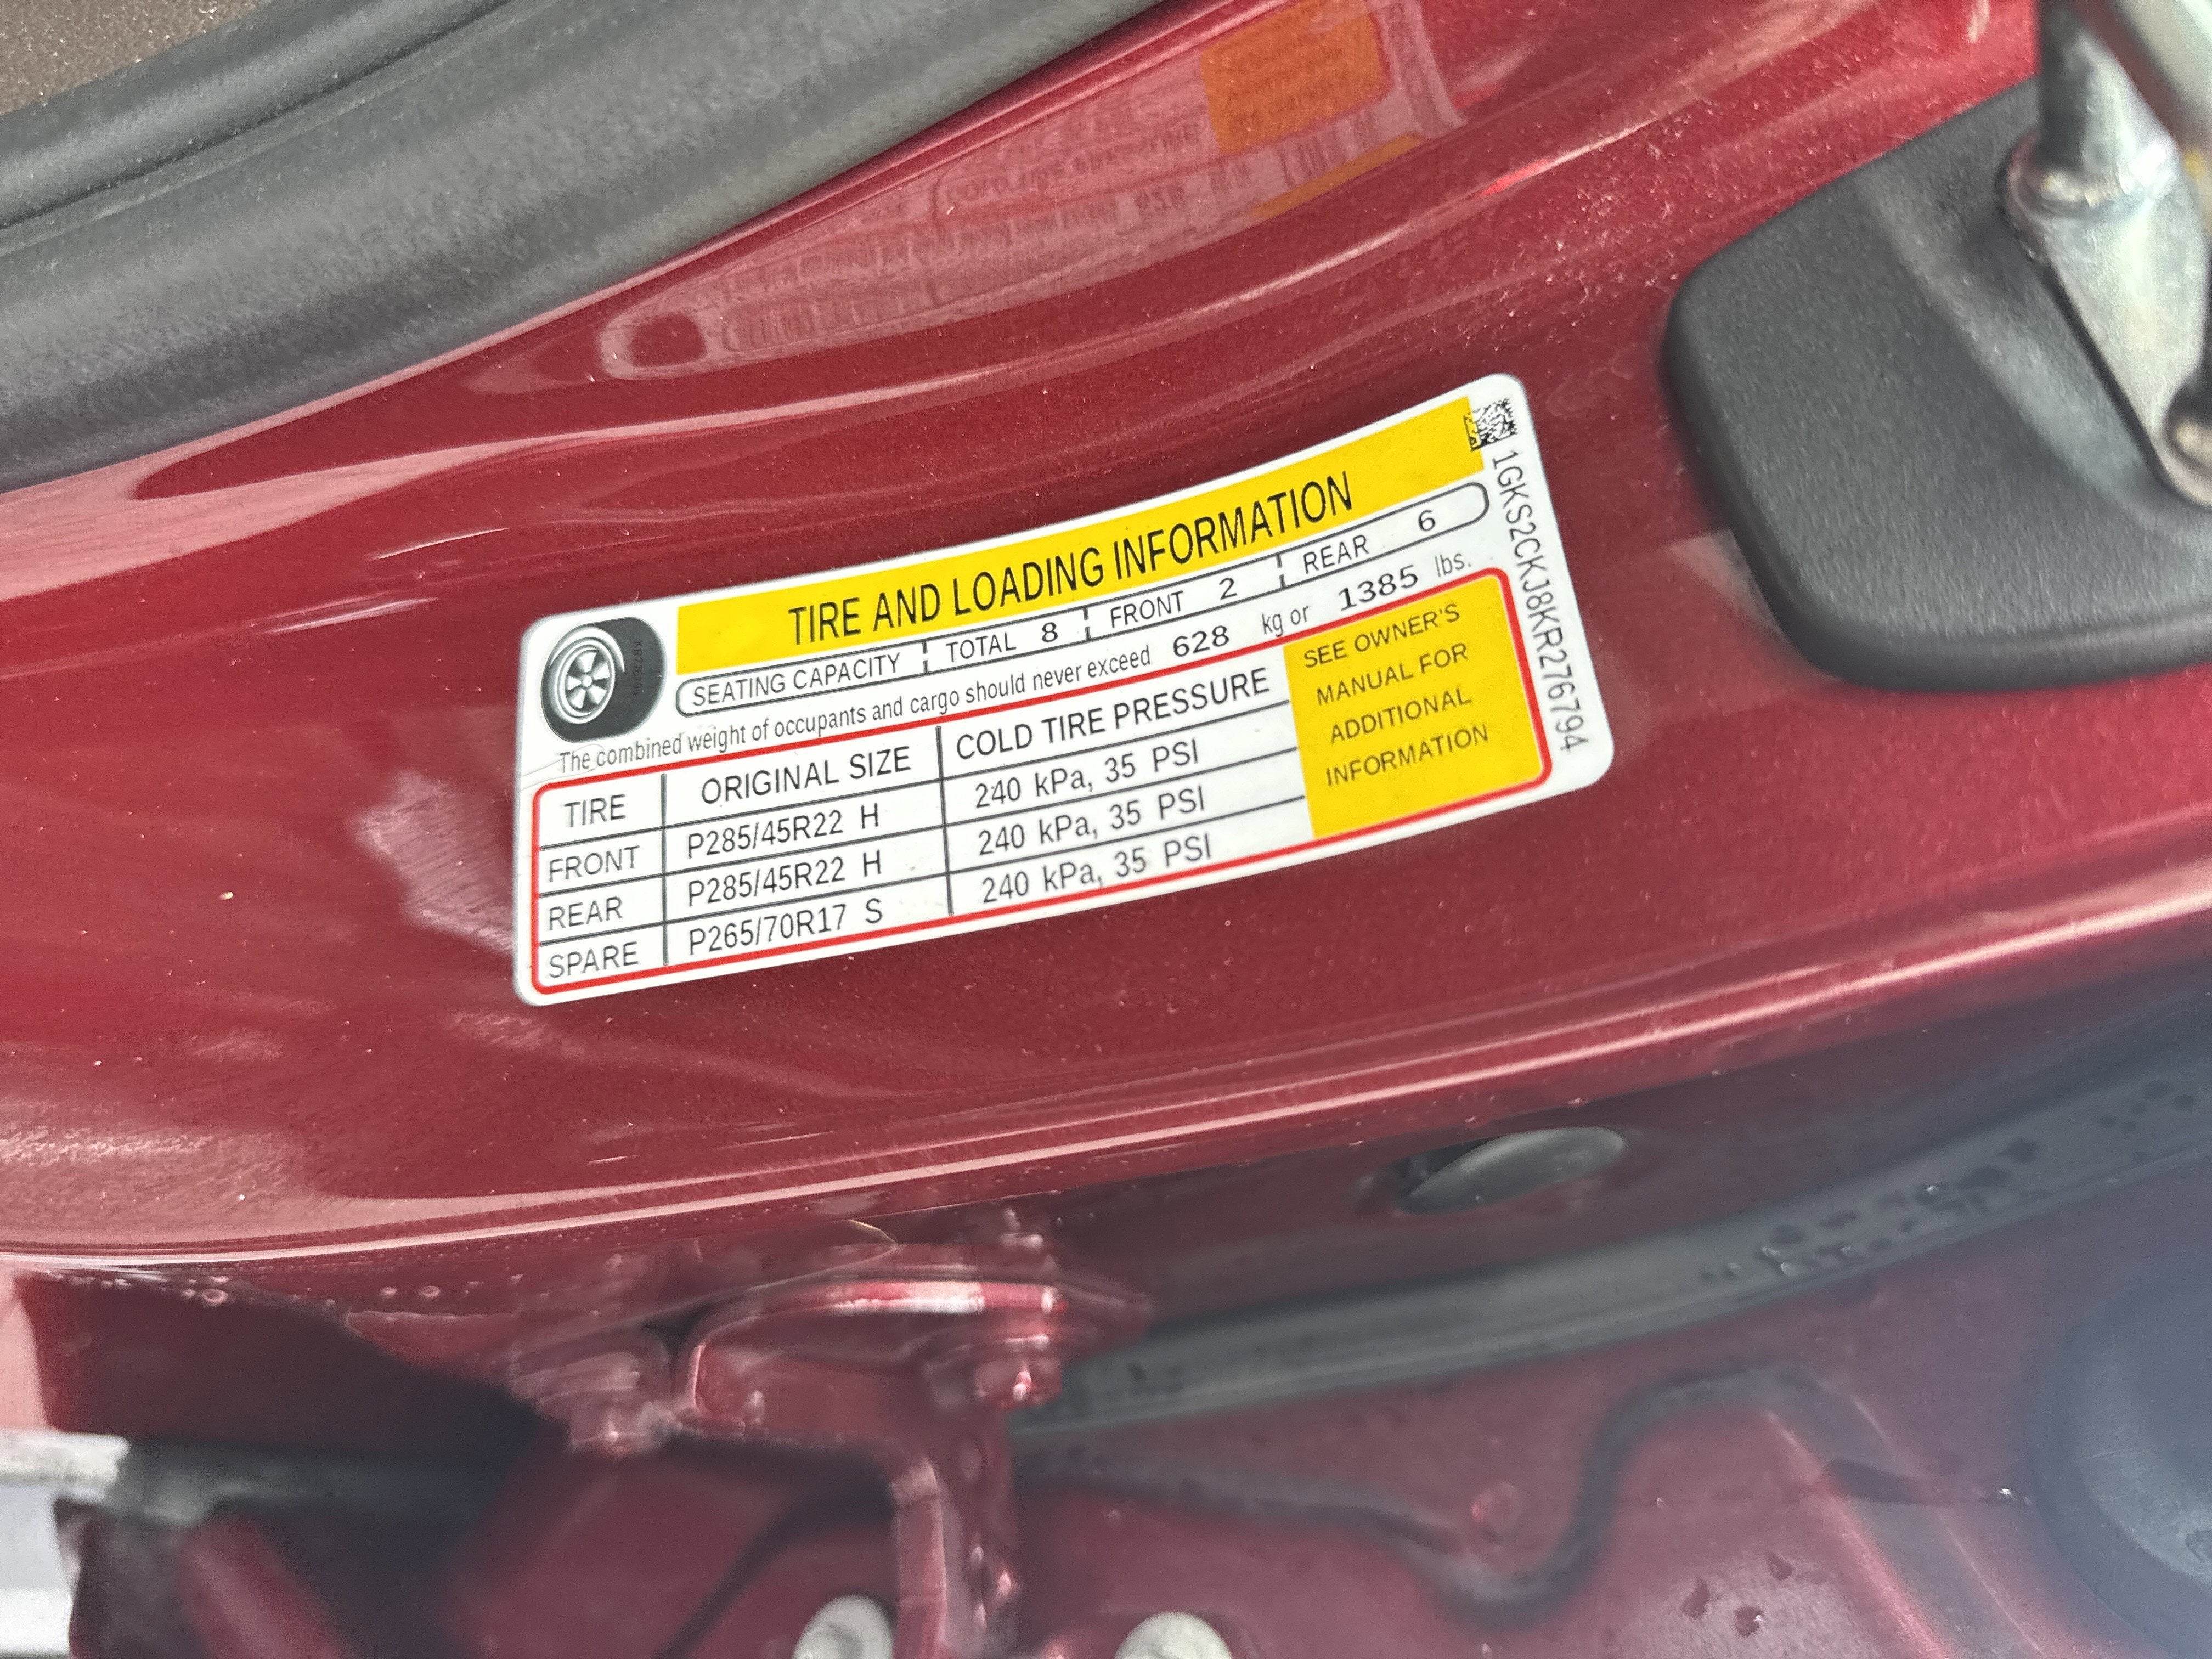 TIRE AND LOADING INFORMATION
SEATING CAPACITY TOTAL 8 FRONT 2 REAR 6
The combined weight of occupants and cargo should never exceed 628 kg or 1385 lbs.
TIRE ORIGINAL SIZE COLD TIRE PRESSURE
FRONT P285/45R22 H 240 kPa, 35 PSI
REAR P285/45R22 H 240 kPa, 35 PSI
SPARE P265/70R17 S 240 kPa, 35 PSI
SEE OWNER'S
MANUAL FOR
ADDITIONAL
INFORMATION
1GKS2CKJ8KR276794
KR276794